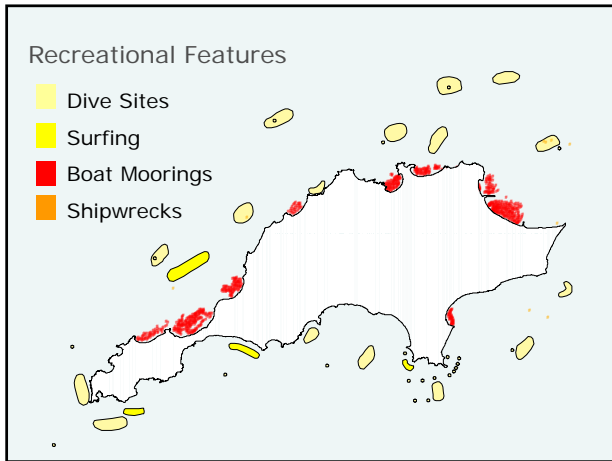 Recreational Features
Dive Sites
Surfing
Boat Moorings
Shipwrecks